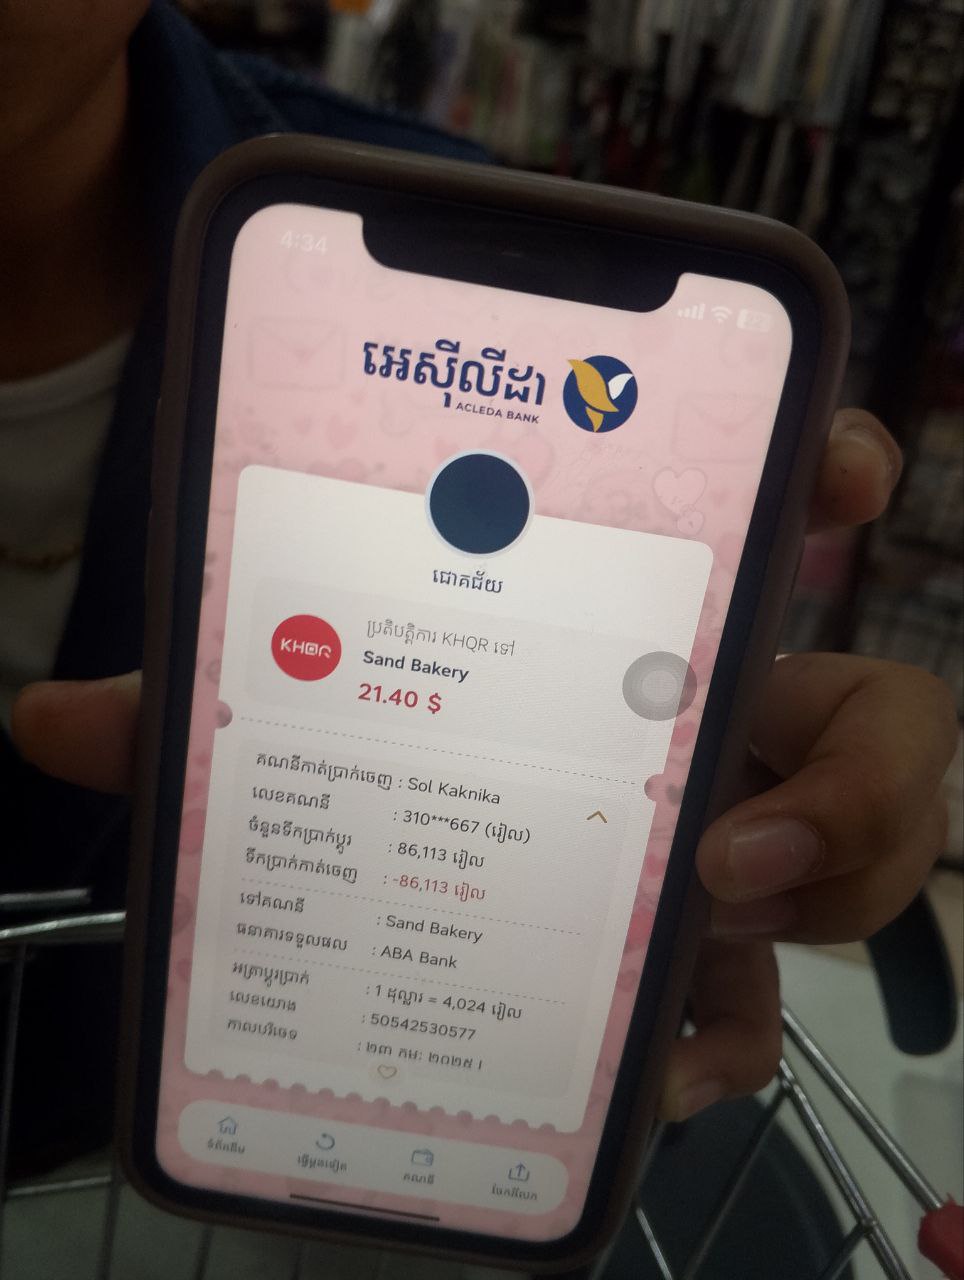 4:34
22
អេស៊ីលីដា
ACLEDA BANK
ជោគជ័យ
KHQR
ប្រតិបត្តិការ KHQR ទៅ
Sand Bakery
21.40 $
គណនីកាត់ប្រាក់ចេញ : Sol Kaknika
លេខគណនី : 310***667 (រៀល)
ចំនួនទឹកប្រាក់ប្តូរ : 86,113 រៀល
ទឹកប្រាក់កាត់ចេញ : -86,113 រៀល
ទៅគណនី : Sand Bakery
ធនាគារទទួលផល : ABA Bank
អត្រាប្តូរប្រាក់ : 1 ដុល្លារ = 4,024 រៀល
លេខយោង : 50542530577
កាលបរិច្ឆេទ : ២៣ កម្ភៈ ២០២៥ |
ទំព័រដើម
ធ្វើម្តងទៀត
គណនី
ចែករំលែក